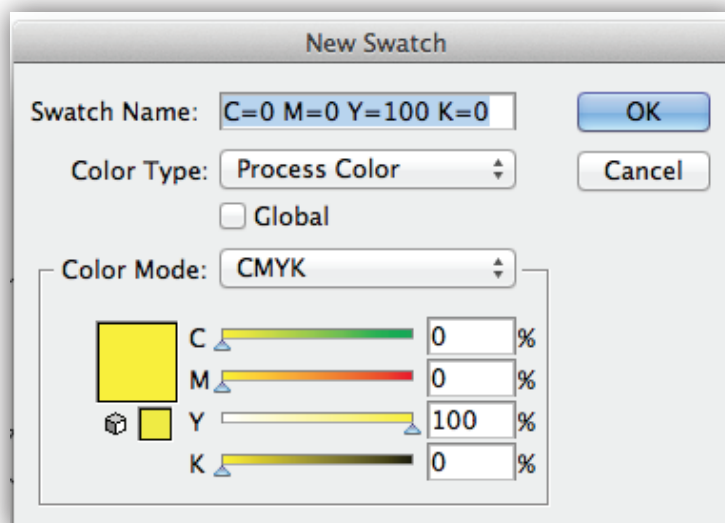 New Swatch
Swatch Name: C=0 M=0 Y=100 K=0 OK
Color Type: Process Color Cancel
Global
Color Mode: CMYK
C 0 %
M 0 %
Y 100 %
K 0 %